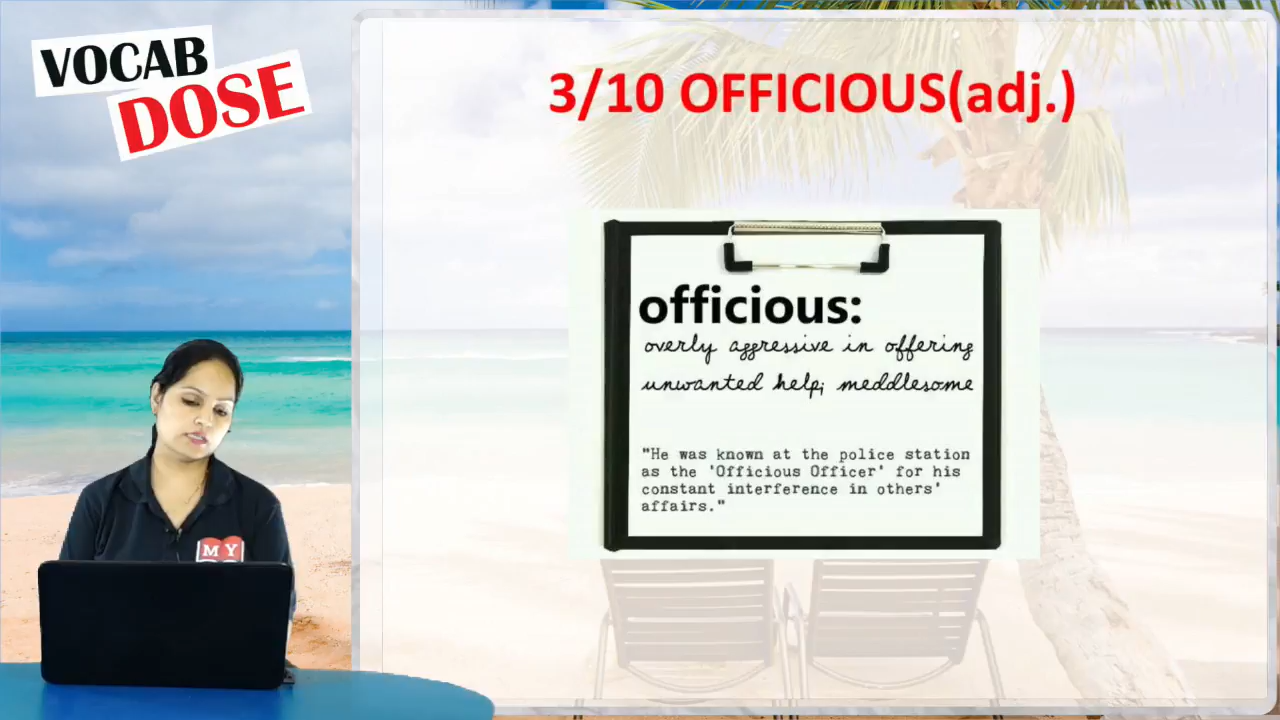 VOCAB
DOSE
3/10 OFFICIOUS(adj.)
officious:
overly aggressive in offering
unwanted help; meddlesome
"He was known at the police station
as the 'Officious Officer' for his
constant interference in others'
affairs."
MY